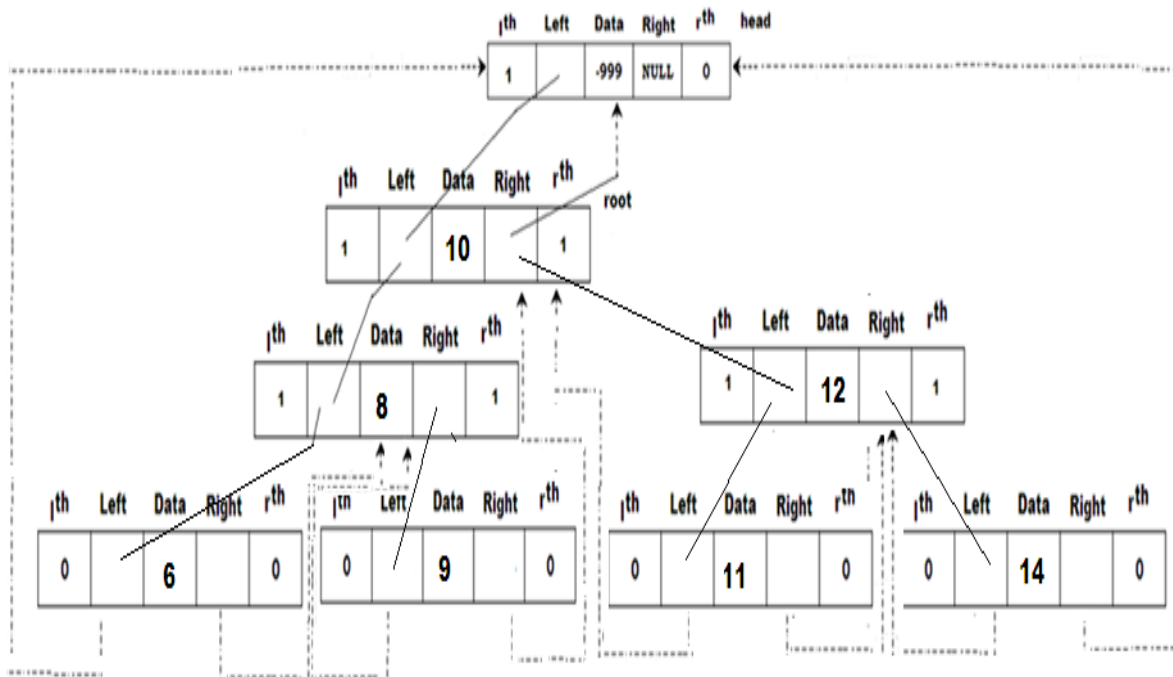 lth Left Data Right rth head
1 -999 NULL 0
lth Left Data Right rth root
1 10 1
lth Left Data Right rth
1 8 1
lth Left Data Right rth
1 12 1
lth Left Data Right rth
0 6 0
lth Left Data Right rth
0 9 0
lth Left Data Right rth
0 11 0
lth Left Data Right rth
0 14 0